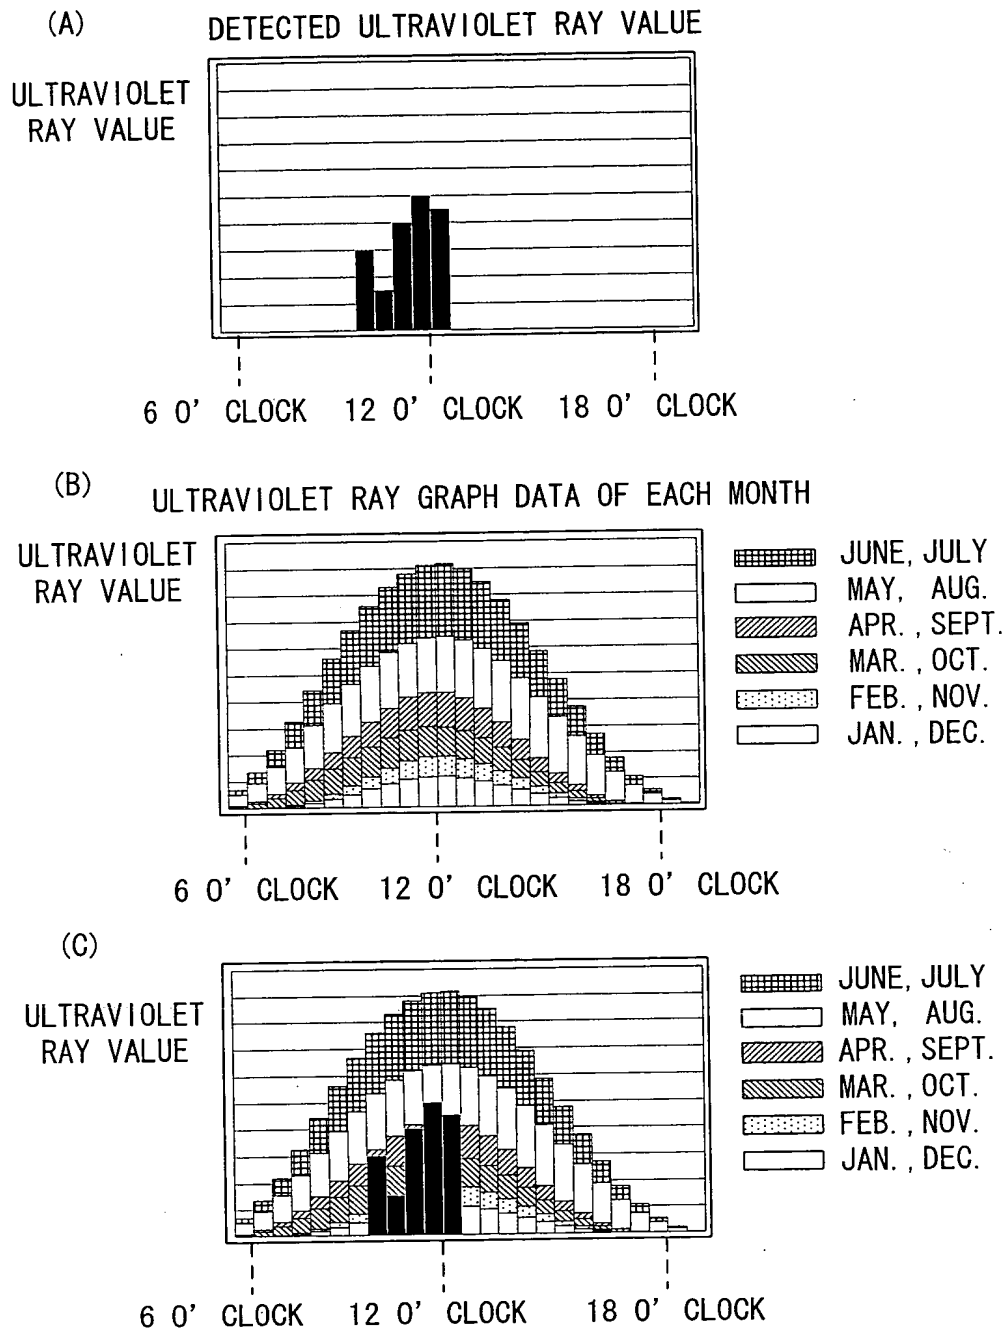 (A)
DETECTED ULTRAVIOLET RAY VALUE
ULTRAVIOLET
RAY VALUE
6 O' CLOCK 12 O' CLOCK 18 O' CLOCK
(B)
ULTRAVIOLET RAY GRAPH DATA OF EACH MONTH
ULTRAVIOLET
RAY VALUE
JUNE, JULY
MAY, AUG.
APR., SEPT.
MAR., OCT.
FEB., NOV.
JAN., DEC.
6 O' CLOCK 12 O' CLOCK 18 O' CLOCK
(C)
ULTRAVIOLET
RAY VALUE
JUNE, JULY
MAY, AUG.
APR., SEPT.
MAR., OCT.
FEB., NOV.
JAN., DEC.
6 O' CLOCK 12 O' CLOCK 18 O' CLOCK